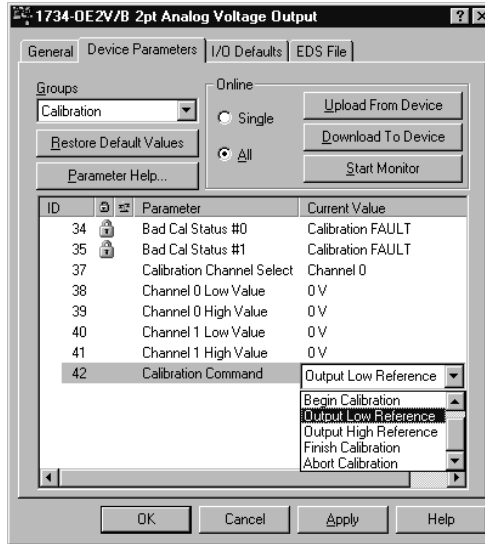 1734-OE2V/B 2pt Analog Voltage Output
General Device Parameters I/O Defaults EDS File
Groups
Calibration
Restore Default Values
Parameter Help...
Online
Single
All
Upload From Device
Download To Device
Start Monitor
ID Parameter Current Value
34 Bad Cal Status #0 Calibration FAULT
35 Bad Cal Status #1 Calibration FAULT
37 Calibration Channel Select Channel 0
38 Channel 0 Low Value 0 V
39 Channel 0 High Value 0 V
40 Channel 1 Low Value 0 V
41 Channel 1 High Value 0 V
42 Calibration Command Output Low Reference
Begin Calibration
Output Low Reference
Output High Reference
Finish Calibration
Abort Calibration
OK Cancel Apply Help